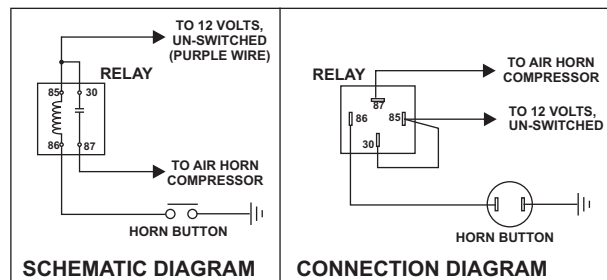 TO 12 VOLTS,
UN-SWITCHED
(PURPLE WIRE)
RELAY
85 30
86 87
TO AIR HORN
COMPRESSOR
HORN BUTTON
SCHEMATIC DIAGRAM
RELAY
TO AIR HORN
COMPRESSOR
87
86 85
TO 12 VOLTS,
UN-SWITCHED
30
HORN BUTTON
CONNECTION DIAGRAM